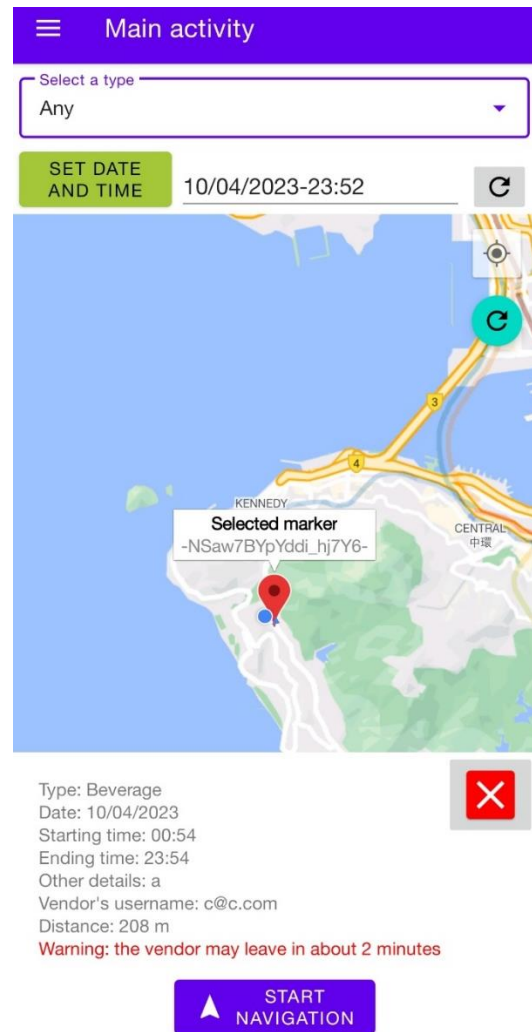 Main activity
Select a type
Any
SET DATE
AND TIME
10/04/2023-23:52
3
4
KENNEDY
Selected marker
-NSaw7BYpYddi_hj7Y6-
CENTRAL
中環
Type: Beverage
Date: 10/04/2023
Starting time: 00:54
Ending time: 23:54
Other details: a
Vendor's username: c@c.com
Distance: 208 m
Warning: the vendor may leave in about 2 minutes
START
NAVIGATION